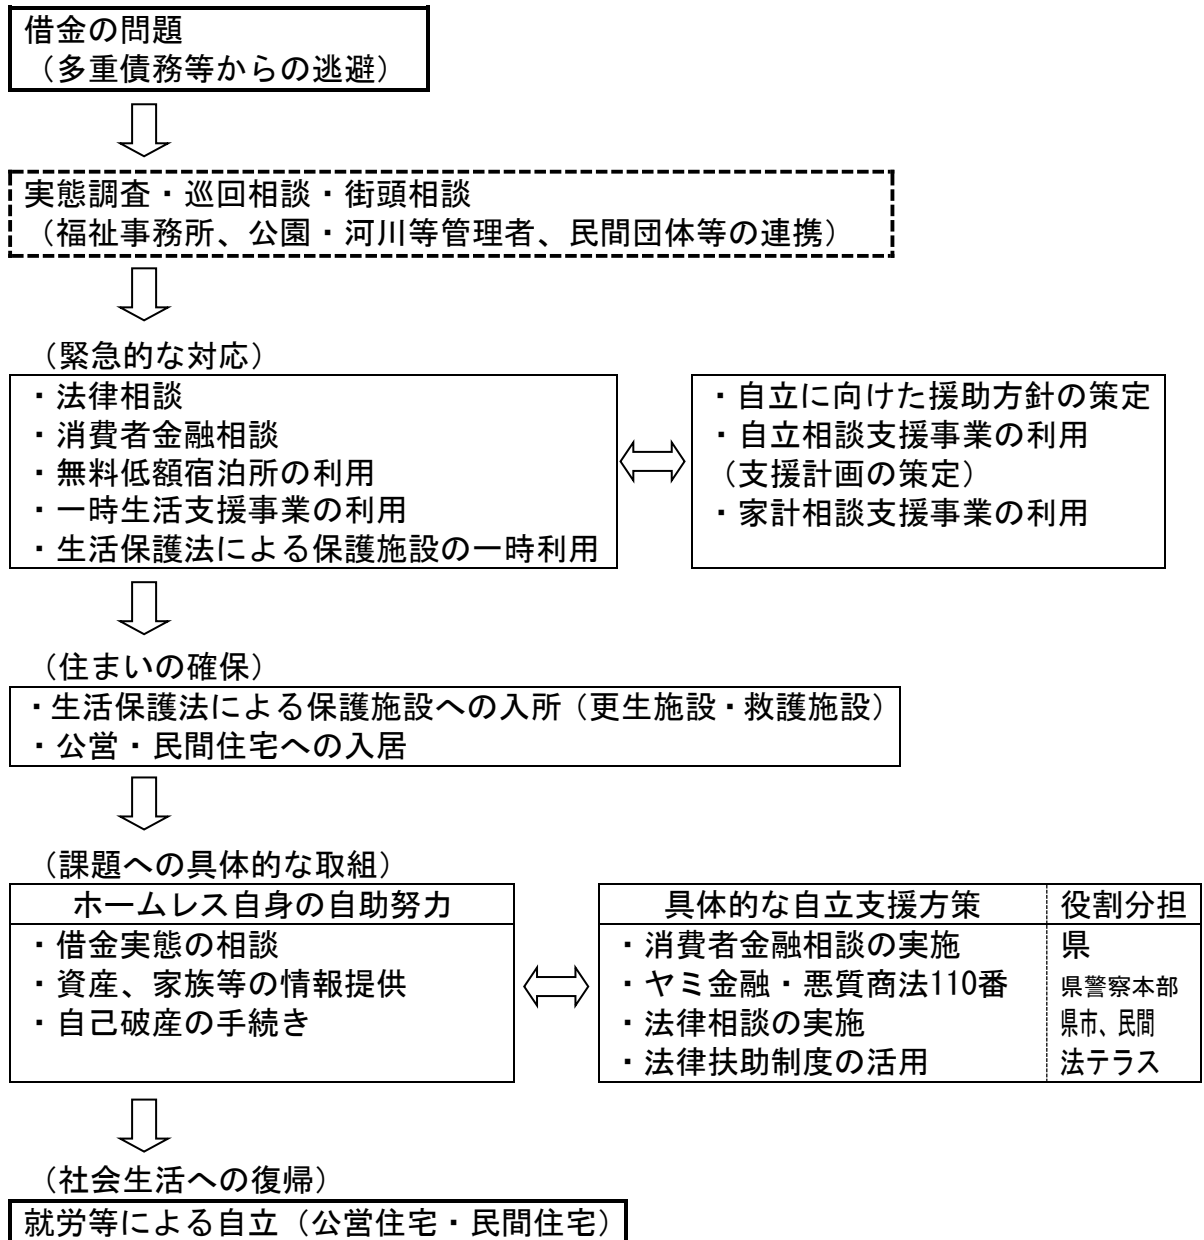 借金の問題
（多重債務等からの逃避）
実態調査・巡回相談・街頭相談
（福祉事務所、公園・河川等管理者、民間団体等の連携）
（緊急的な対応）
・法律相談
・消費者金融相談
・無料低額宿泊所の利用
・一時生活支援事業の利用
・生活保護法による保護施設の一時利用
・自立に向けた援助方針の策定
・自立相談支援事業の利用
（支援計画の策定）
・家計相談支援事業の利用
（住まいの確保）
・生活保護法による保護施設への入所（更生施設・救護施設）
・公営・民間住宅への入居
（課題への具体的な取組）
ホームレス自身の自助努力
・借金実態の相談
・資産、家族等の情報提供
・自己破産の手続き
具体的な自立支援方策 役割分担
・消費者金融相談の実施 県
・ヤミ金融・悪質商法110番 県警察本部
・法律相談の実施 県市、民間
・法律扶助制度の活用 法テラス
（社会生活への復帰）
就労等による自立（公営住宅・民間住宅）